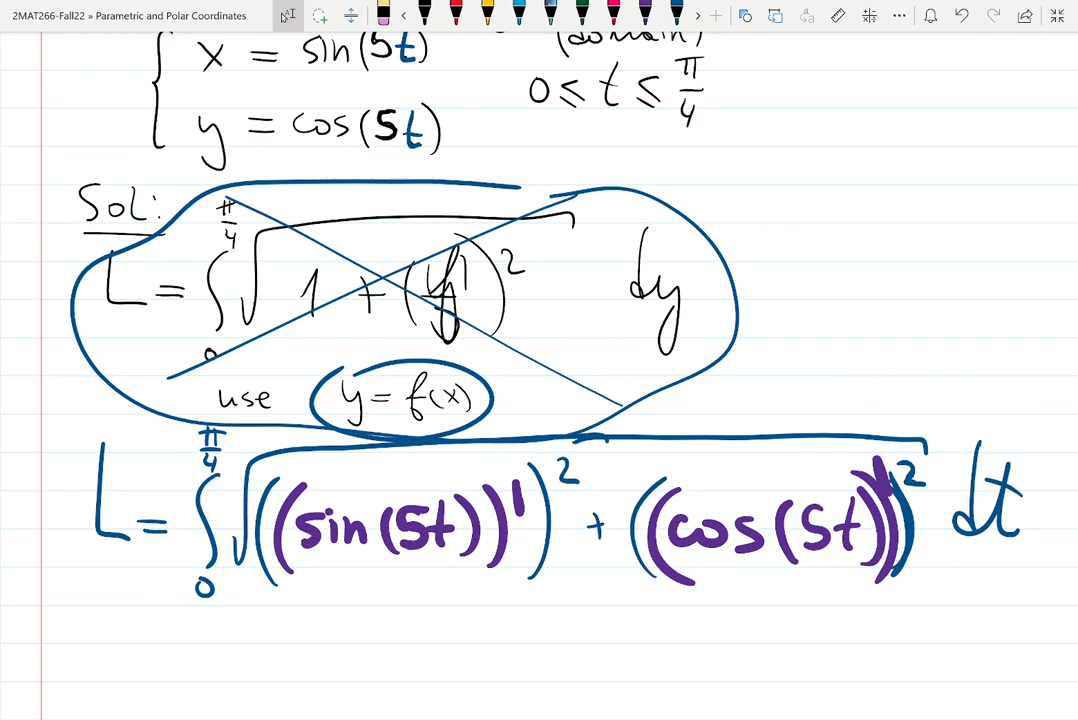 2MAT266-Fall22 » Parametric and Polar Coordinates
x = sin(5t) (domain)
0 ≤ t ≤ π/4
y = cos(5t)
Sol:
L = ∫₀^(π/4) √(1 + (y')²) dy
use y = f(x)
L = ∫₀^(π/4) √(((sin(5t))')² + ((cos(5t))')²) dt